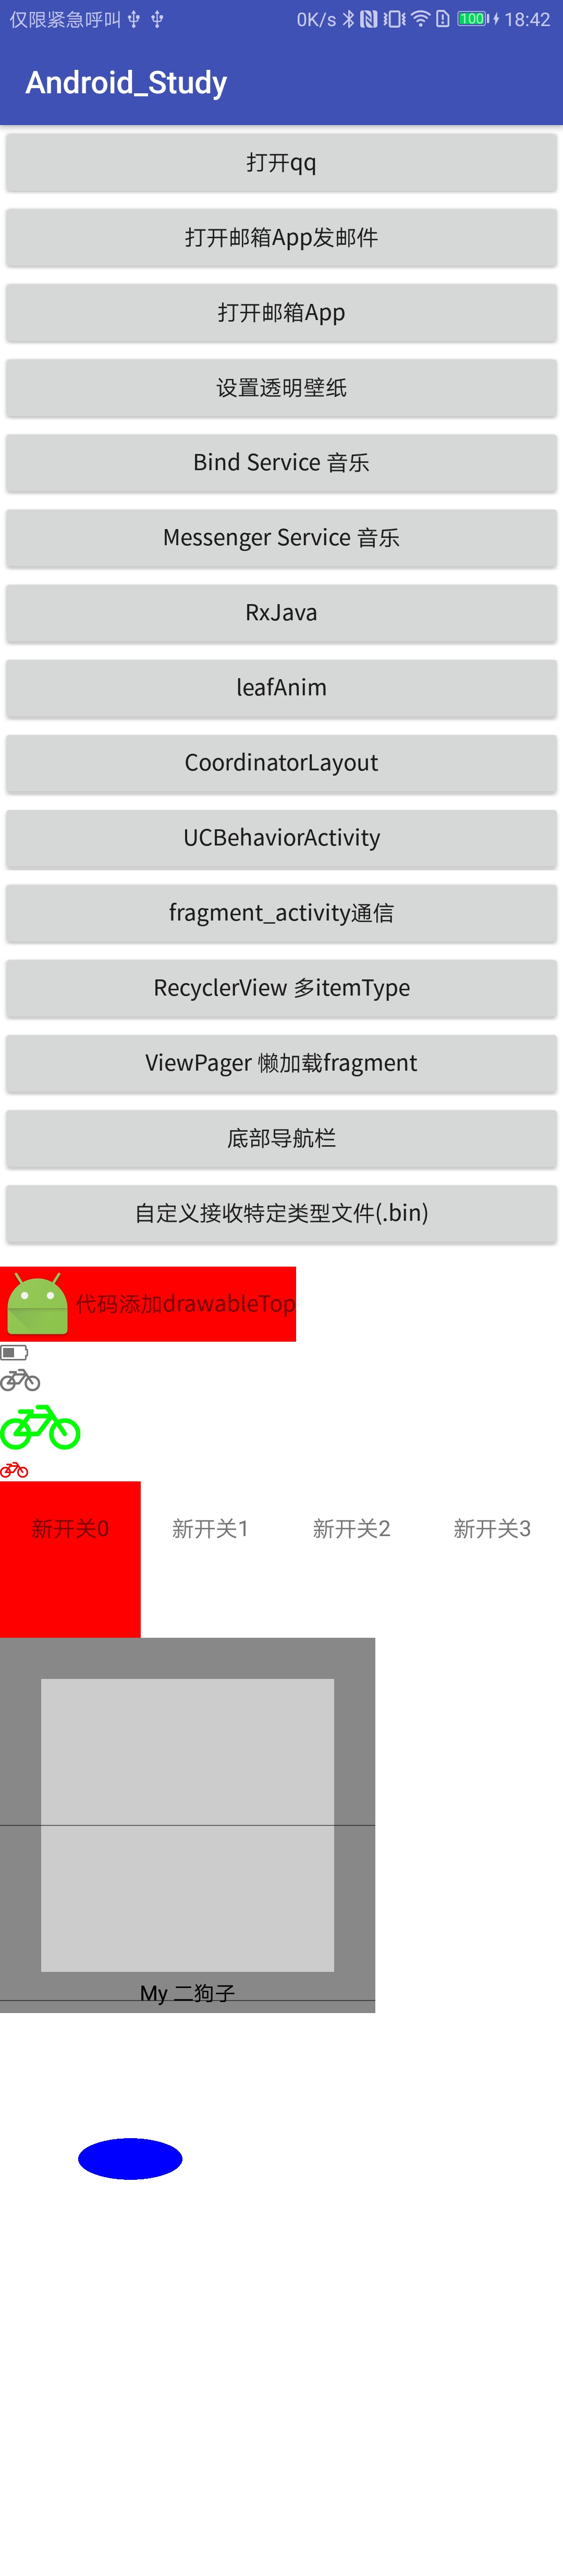 仅限紧急呼叫 0K/s 100 18:42
Android_Study
打开qq
打开邮箱App发邮件
打开邮箱App
设置透明壁纸
Bind Service 音乐
Messenger Service 音乐
RxJava
leafAnim
CoordinatorLayout
UCBehaviorActivity
fragment_activity通信
RecyclerView 多itemType
ViewPager 懒加载fragment
底部导航栏
自定义接收特定类型文件(.bin)
代码添加drawableTop
新开关0 新开关1 新开关2 新开关3
My 二狗子